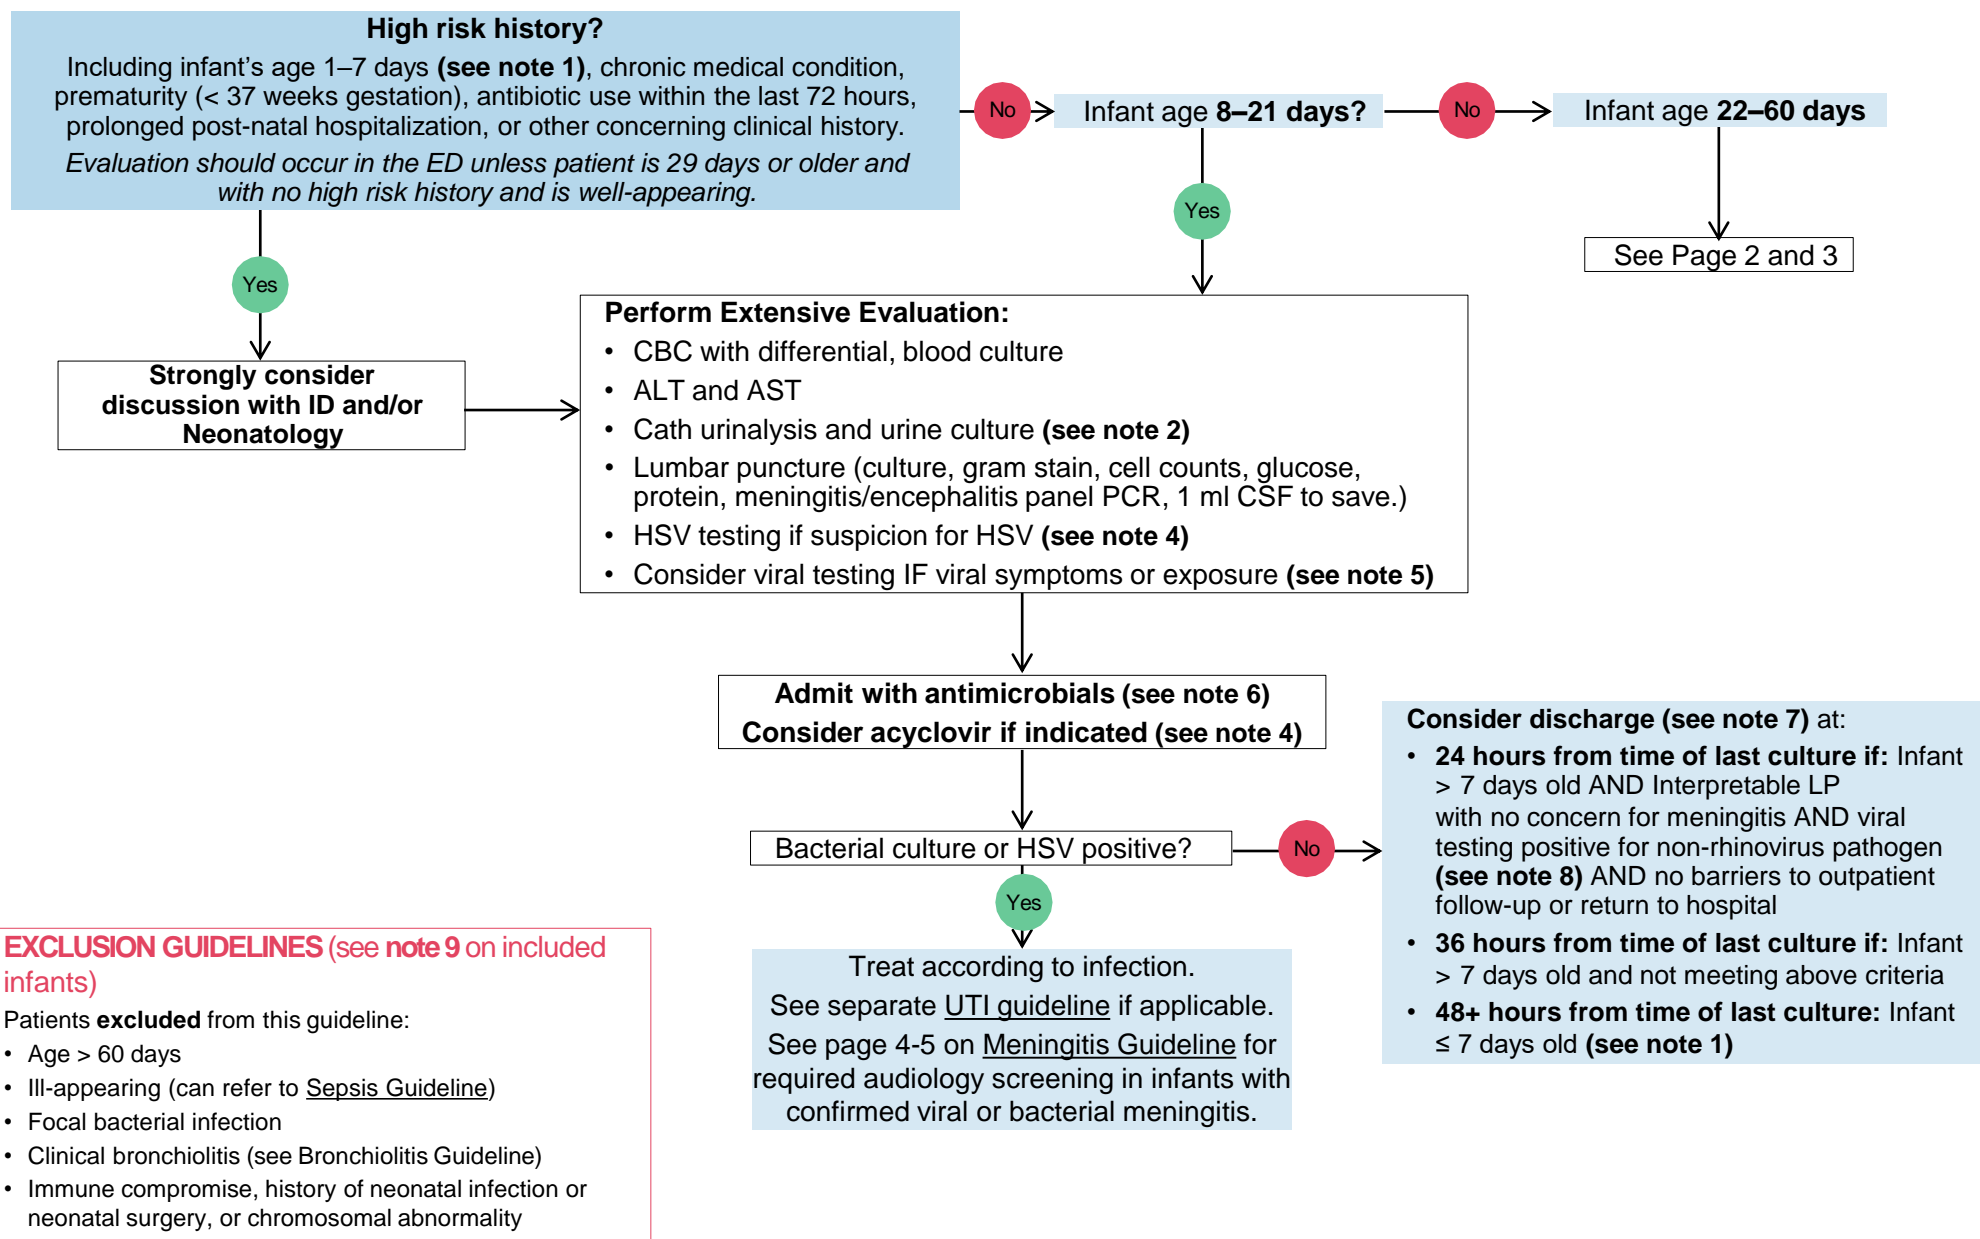 High risk history?
Including infant's age 1–7 days (see note 1), chronic medical condition,
prematurity (< 37 weeks gestation), antibiotic use within the last 72 hours,
prolonged post-natal hospitalization, or other concerning clinical history.
Evaluation should occur in the ED unless patient is 29 days or older and
with no high risk history and is well-appearing.
No
Infant age 8–21 days?
No
Infant age 22–60 days
Yes
See Page 2 and 3
Yes
Strongly consider
discussion with ID and/or
Neonatology
Perform Extensive Evaluation:
• CBC with differential, blood culture
• ALT and AST
• Cath urinalysis and urine culture (see note 2)
• Lumbar puncture (culture, gram stain, cell counts, glucose,
protein, meningitis/encephalitis panel PCR, 1 ml CSF to save.)
• HSV testing if suspicion for HSV (see note 4)
• Consider viral testing IF viral symptoms or exposure (see note 5)
Admit with antimicrobials (see note 6)
Consider acyclovir if indicated (see note 4)
Bacterial culture or HSV positive?
No
Consider discharge (see note 7) at:
• 24 hours from time of last culture if: Infant
> 7 days old AND Interpretable LP
with no concern for meningitis AND viral
testing positive for non-rhinovirus pathogen
(see note 8) AND no barriers to outpatient
follow-up or return to hospital
• 36 hours from time of last culture if: Infant
> 7 days old and not meeting above criteria
• 48+ hours from time of last culture: Infant
≤ 7 days old (see note 1)
Yes
Treat according to infection.
See separate UTI guideline if applicable.
See page 4-5 on Meningitis Guideline for
required audiology screening in infants with
confirmed viral or bacterial meningitis.
EXCLUSION GUIDELINES (see note 9 on included
infants)
Patients excluded from this guideline:
• Age > 60 days
• Ill-appearing (can refer to Sepsis Guideline)
• Focal bacterial infection
• Clinical bronchiolitis (see Bronchiolitis Guideline)
• Immune compromise, history of neonatal infection or
neonatal surgery, or chromosomal abnormality